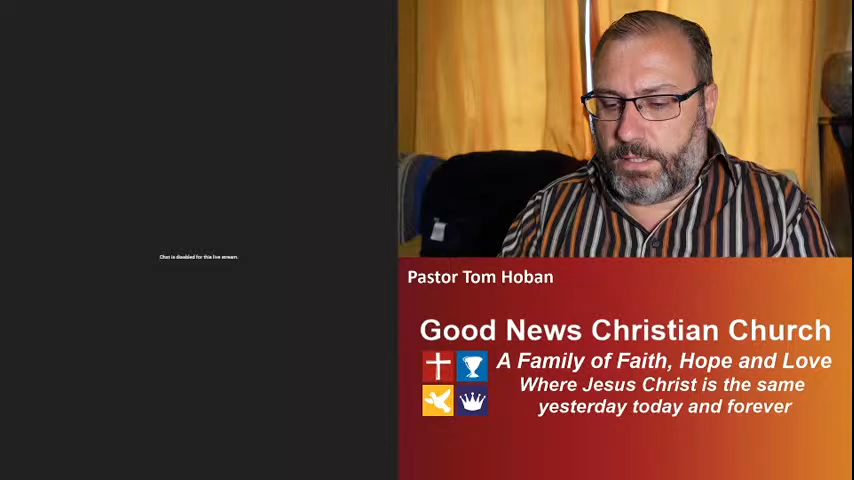 Chat is disabled for this live stream.
Pastor Tom Hoban
Good News Christian Church
A Family of Faith, Hope and Love
Where Jesus Christ is the same
yesterday today and forever